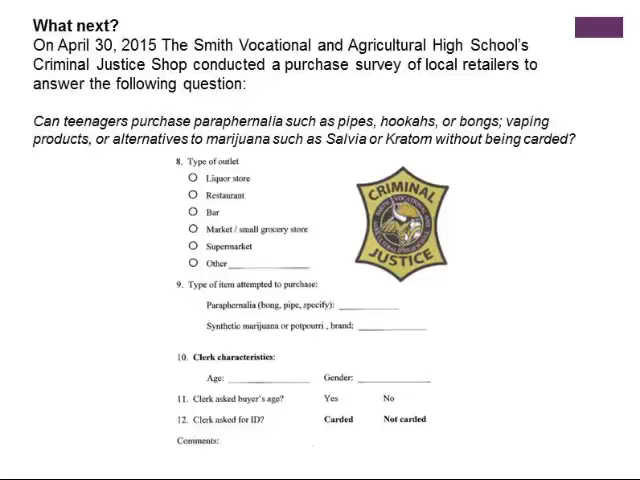 What next?
On April 30, 2015 The Smith Vocational and Agricultural High School's
Criminal Justice Shop conducted a purchase survey of local retailers to
answer the following question:
Can teenagers purchase paraphernalia such as pipes, hookahs, or bongs; vaping
products, or alternatives to marijuana such as Salvia or Kratom without being carded?
8. Type of outlet
Liquor store
Restaurant
Bar
Market / small grocery store
Supermarket
Other
CRIMINAL
JUSTICE
9. Type of item attempted to purchase:
Paraphernalia (bong, pipe, specify):
Synthetic marijuana or potpourri , brand:
10. Clerk characteristics:
Age: Gender:
11. Clerk asked buyer's age? Yes No
12. Clerk asked for ID? Carded Not carded
Comments: